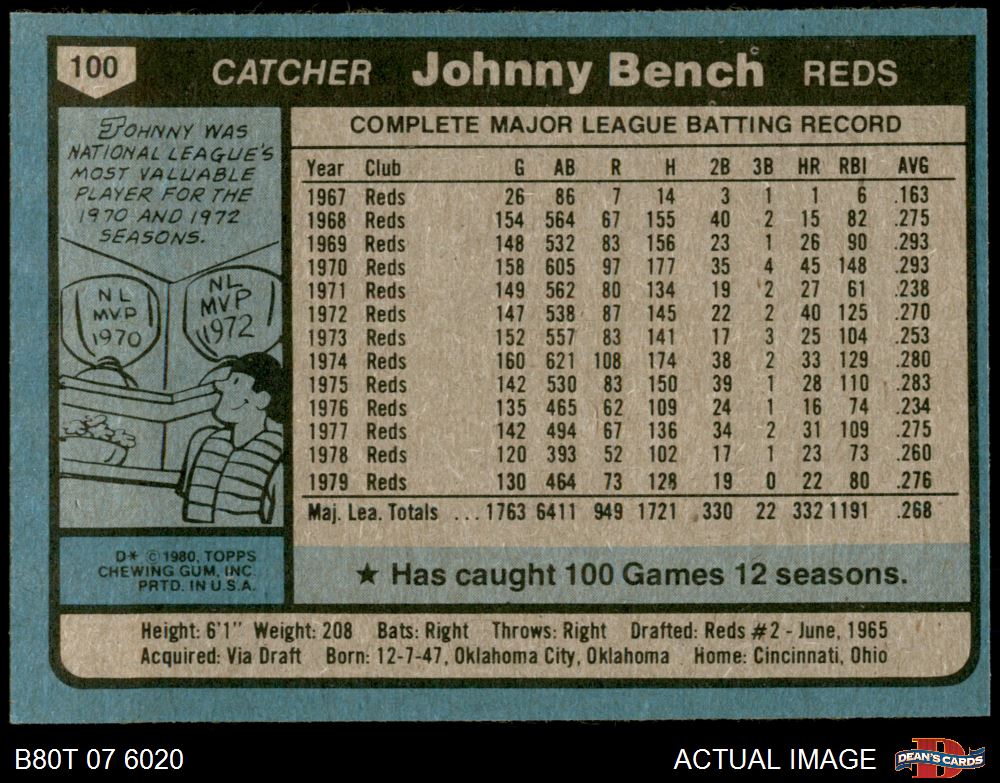 100 CATCHER Johnny Bench REDS
JOHNNY WAS
NATIONAL LEAGUE'S
MOST VALUABLE
PLAYER FOR THE
1970 AND 1972
SEASONS.
NL
MVP
1970
NL
MVP
1972
COMPLETE MAJOR LEAGUE BATTING RECORD
Year Club G AB R H 2B 3B HR RBI AVG
1967 Reds 26 86 7 14 3 1 1 6 .163
1968 Reds 154 564 67 155 40 2 15 82 .275
1969 Reds 148 532 83 156 23 1 26 90 .293
1970 Reds 158 605 97 177 35 4 45 148 .293
1971 Reds 149 562 80 134 19 2 27 61 .238
1972 Reds 147 538 87 145 22 2 40 125 .270
1973 Reds 152 557 83 141 17 3 25 104 .253
1974 Reds 160 621 108 174 38 2 33 129 .280
1975 Reds 142 530 83 150 39 1 28 110 .283
1976 Reds 135 465 62 109 24 1 16 74 .234
1977 Reds 142 494 67 136 34 2 31 109 .275
1978 Reds 120 393 52 102 17 1 23 73 .260
1979 Reds 130 464 73 128 19 0 22 80 .276
Maj. Lea. Totals ... 1763 6411 949 1721 330 22 332 1191 .268
D* © 1980, TOPPS
CHEWING GUM, INC.
PRTD. IN U.S.A.
★ Has caught 100 Games 12 seasons.
Height: 6'1" Weight: 208 Bats: Right Throws: Right Drafted: Reds #2 - June, 1965
Acquired: Via Draft Born: 12-7-47, Oklahoma City, Oklahoma Home: Cincinnati, Ohio
B80T 07 6020
ACTUAL IMAGE
D
DEAN'S CARDS